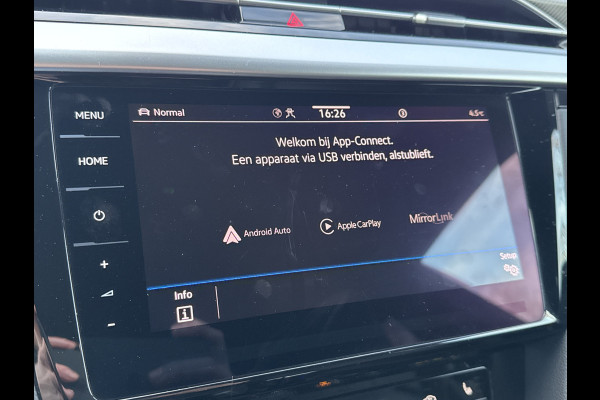 MENU
HOME
Normal
16:26
4.5°C
Welkom bij App-Connect.
Een apparaat via USB verbinden, alstublieft.
Android Auto
Apple CarPlay
MirrorLink
Setup
Info
i
+
-